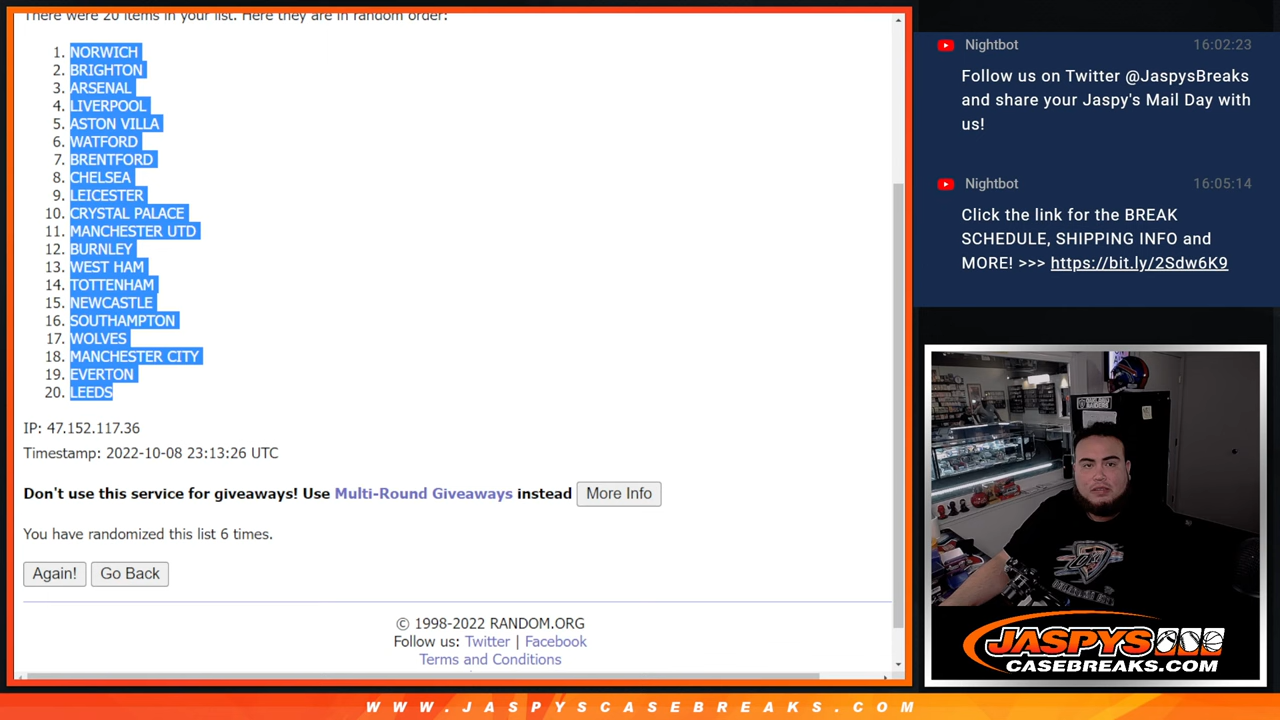 There were 20 items in your list. Here they are in random order:
1. NORWICH
2. BRIGHTON
3. ARSENAL
4. LIVERPOOL
5. ASTON VILLA
6. WATFORD
7. BRENTFORD
8. CHELSEA
9. LEICESTER
10. CRYSTAL PALACE
11. MANCHESTER UTD
12. BURNLEY
13. WEST HAM
14. TOTTENHAM
15. NEWCASTLE
16. SOUTHAMPTON
17. WOLVES
18. MANCHESTER CITY
19. EVERTON
20. LEEDS
IP: 47.152.117.36
Timestamp: 2022-10-08 23:13:26 UTC
Don't use this service for giveaways! Use Multi-Round Giveaways instead More Info
You have randomized this list 6 times.
Again! Go Back
© 1998-2022 RANDOM.ORG
Follow us: Twitter | Facebook
Terms and Conditions
Nightbot 16:02:23
Follow us on Twitter @JaspysBreaks
and share your Jaspy's Mail Day with
us!
Nightbot 16:05:14
Click the link for the BREAK
SCHEDULE, SHIPPING INFO and
MORE! >>> https://bit.ly/2Sdw6K9
JASPYS
CASEBREAKS.COM
WWW.JASPYSCASEBREAKS.COM